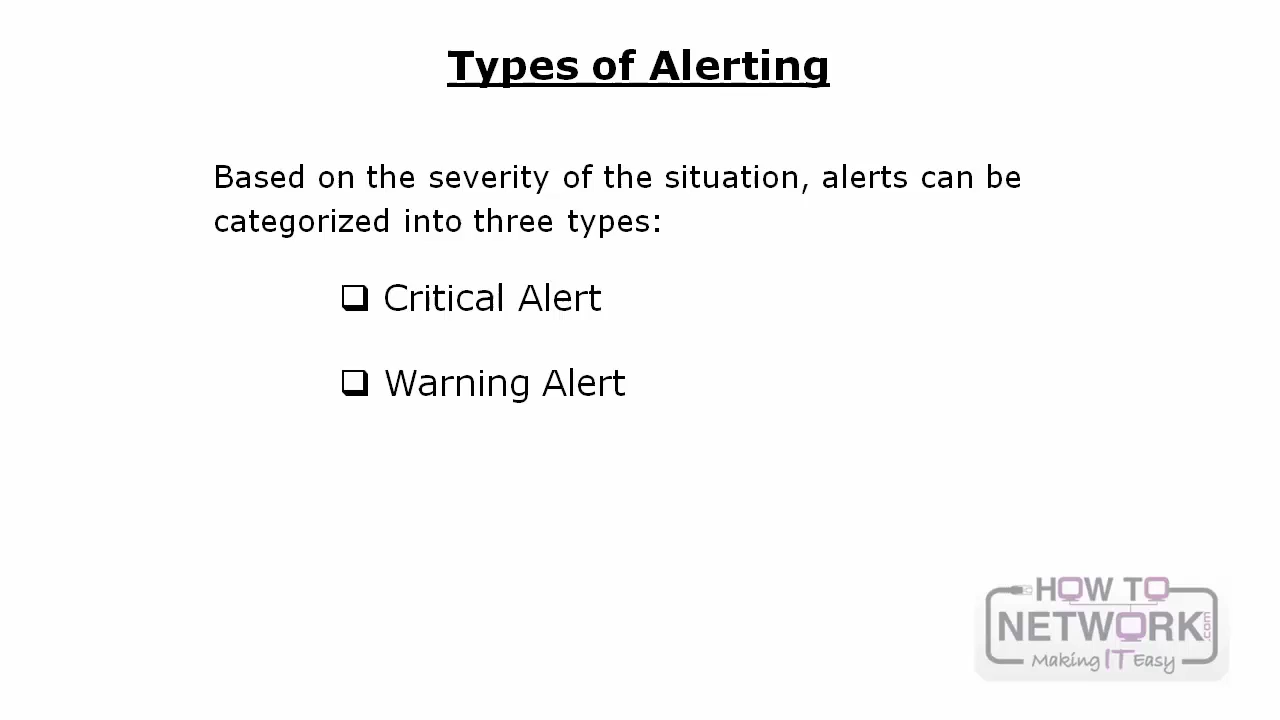 Types of Alerting
Based on the severity of the situation, alerts can be
categorized into three types:
Critical Alert
Warning Alert
HOW TO
NETWORK.com
Making IT Easy